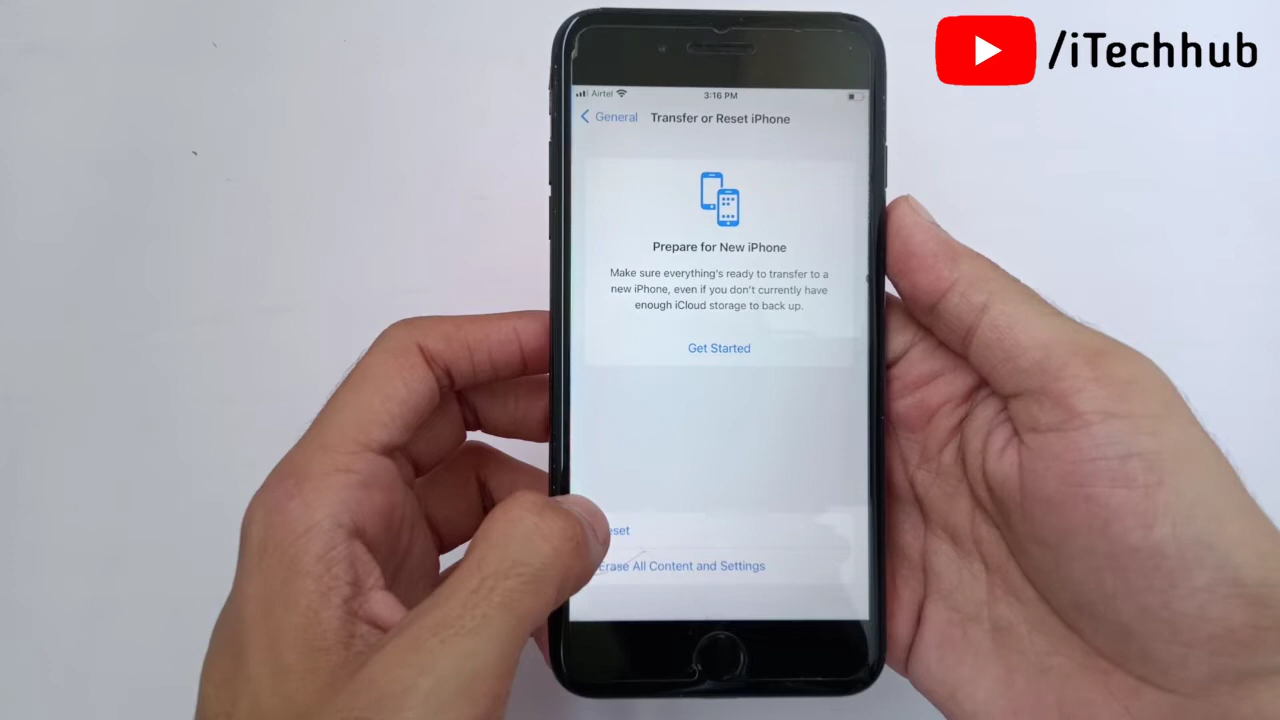 /iTechhub
Airtel 3:16 PM
General Transfer or Reset iPhone
Prepare for New iPhone
Make sure everything's ready to transfer to a
new iPhone, even if you don't currently have
enough iCloud storage to back up.
Get Started
eset
Erase All Content and Settings